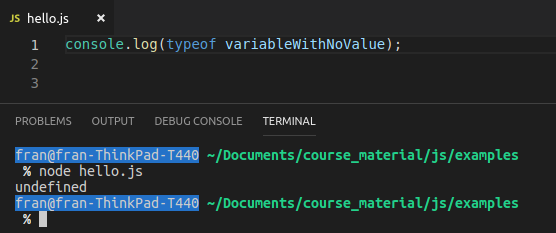 JS hello.js ×
1 console.log(typeof variableWithNoValue);
2
3
PROBLEMS OUTPUT DEBUG CONSOLE TERMINAL
fran@fran-ThinkPad-T440 ~/Documents/course_material/js/examples
% node hello.js
undefined
fran@fran-ThinkPad-T440 ~/Documents/course_material/js/examples
%